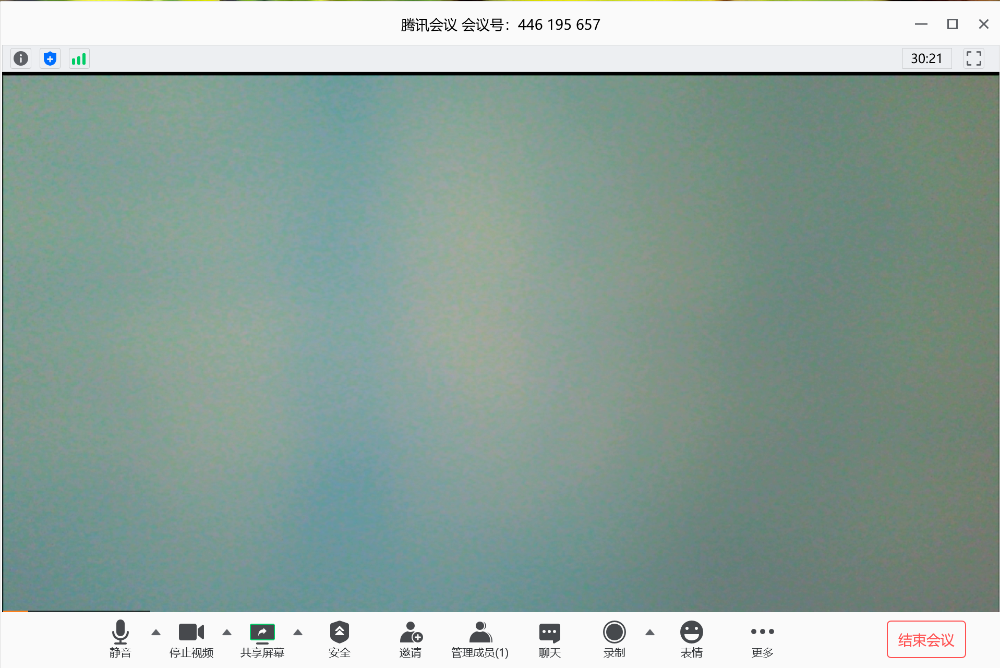 腾讯会议 会议号：446 195 657
30:21
静音
停止视频
共享屏幕
安全
邀请
管理成员(1)
聊天
录制
表情
更多
结束会议